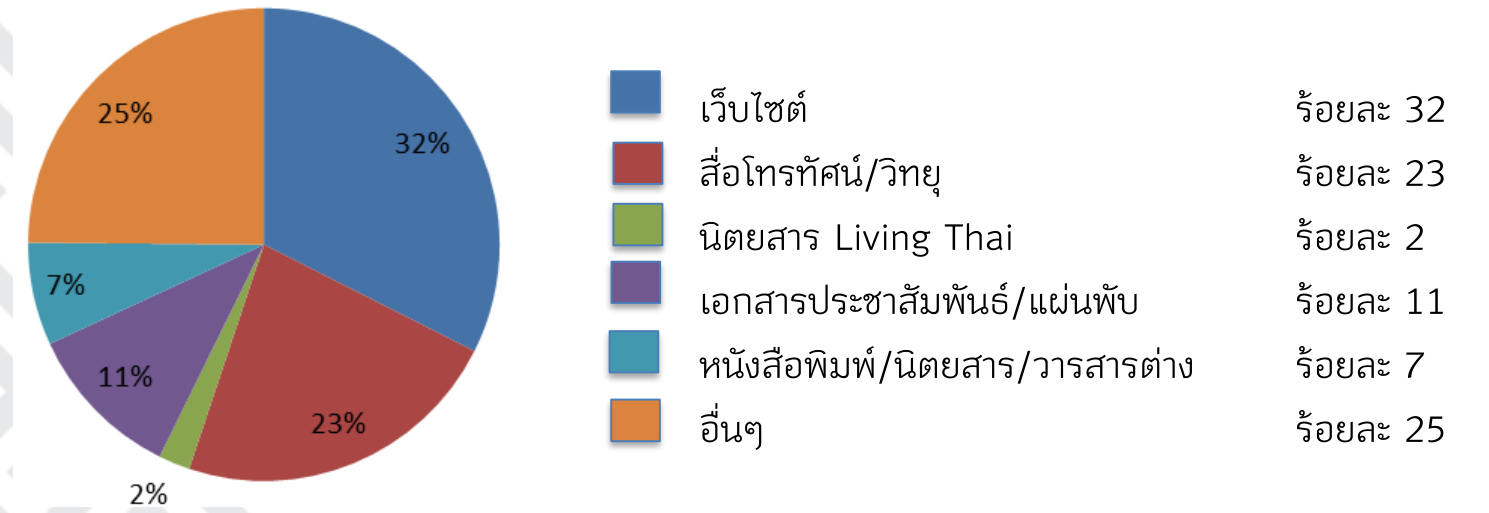 25%
32%
7%
11%
23%
2%
เว็บไซต์ ร้อยละ 32
สื่อโทรทัศน์/วิทยุ ร้อยละ 23
นิตยสาร Living Thai ร้อยละ 2
เอกสารประชาสัมพันธ์/แผ่นพับ ร้อยละ 11
หนังสือพิมพ์/นิตยสาร/วารสารต่าง ร้อยละ 7
อื่นๆ ร้อยละ 25